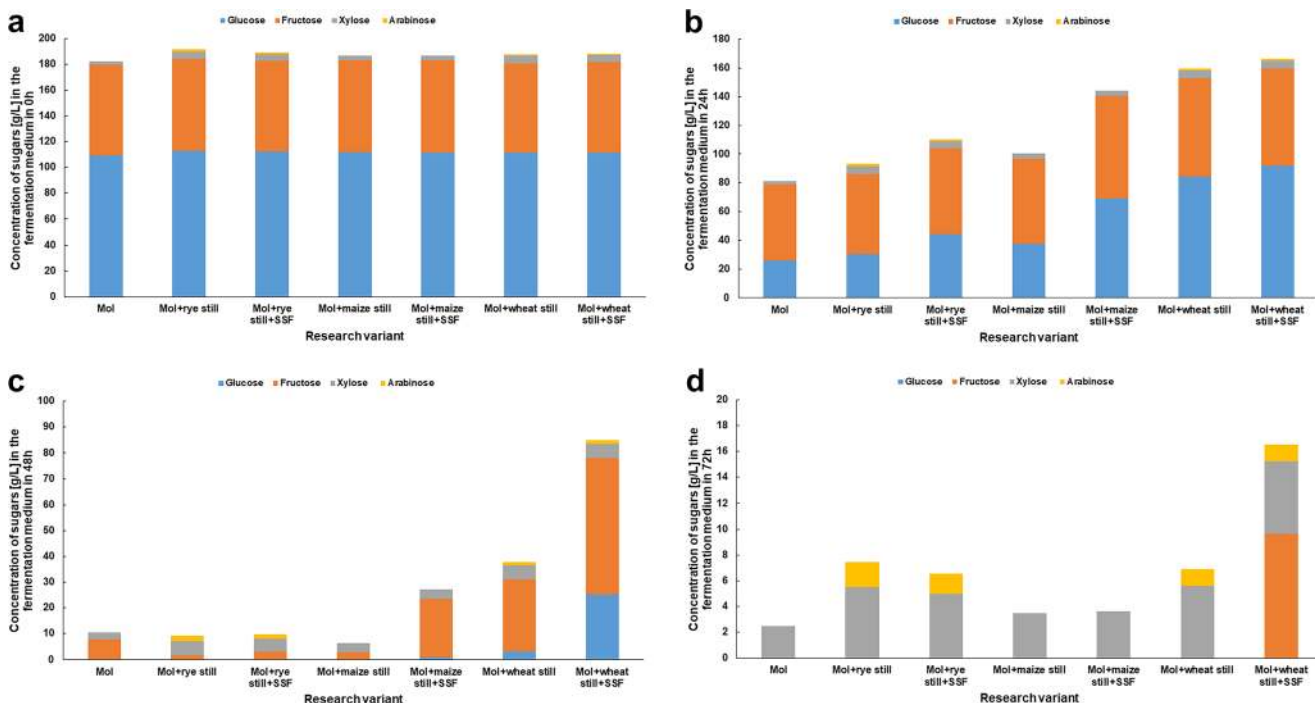 a
Glucose Fructose Xylose Arabinose
Concentration of sugars [g/L] in the
fermentation medium in 0h
200
180
160
140
120
100
80
60
40
20
0
Mol Mol+rye still Mol+rye Mol+maize still Mol+maize Mol+wheat still Mol+wheat
still+SSF still+SSF still+SSF
Research variant
b
Glucose Fructose Xylose Arabinose
Concentration of sugars [g/L] in the
fermentation medium in 24h
180
160
140
120
100
80
60
40
20
0
Mol Mol+rye still Mol+rye Mol+maize still Mol+maize Mol+wheat still Mol+wheat
still+SSF still+SSF still+SSF
Research variant
c
Glucose Fructose Xylose Arabinose
Concentration of sugars [g/L] in the
fermentation medium in 48h
100
90
80
70
60
50
40
30
20
10
0
Mol Mol+rye still Mol+rye Mol+maize still Mol+maize Mol+wheat still Mol+wheat
still+SSF still+SSF still+SSF
Research variant
d
Glucose Fructose Xylose Arabinose
Concentration of sugars [g/L] in the
fermentation medium in 72h
20
18
16
14
12
10
8
6
4
2
0
Mol Mol+rye still Mol+rye Mol+maize still Mol+maize Mol+wheat still Mol+wheat
still+SSF still+SSF still+SSF
Research variant